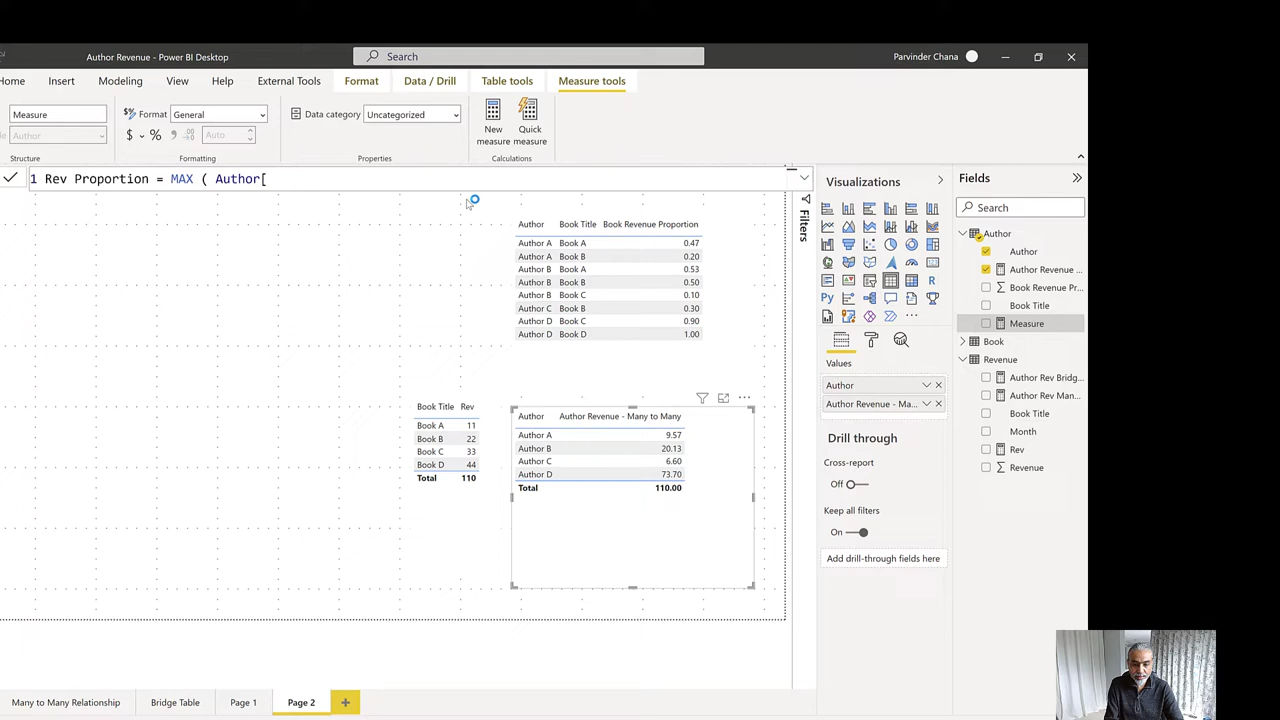 Author Revenue - Power BI Desktop
Search
Parvinder Chana
Home Insert Modeling View Help External Tools Format Data / Drill Table tools Measure tools
Measure
Format General
Data category Uncategorized
New measure
Quick measure
Author
$ % Auto
Structure
Formatting
Properties
Calculations
1 Rev Proportion = MAX ( Author[
Filters
Author Book Title Book Revenue Proportion
Author A Book A 0.47
Author A Book B 0.20
Author B Book A 0.53
Author B Book B 0.50
Author B Book C 0.10
Author C Book B 0.30
Author D Book C 0.90
Author D Book D 1.00
Book Title Rev
Book A 11
Book B 22
Book C 33
Book D 44
Total 110
Author Author Revenue - Many to Many
Author A 9.57
Author B 20.13
Author C 6.60
Author D 73.70
Total 110.00
Visualizations
R
Py
Values
Author
Author Revenue - Ma...
Drill through
Cross-report
Off
Keep all filters
On
Add drill-through fields here
Fields
Search
Author
Author
Author Revenue ...
Book Revenue Pr...
Book Title
Measure
Book
Revenue
Author Rev Bridg...
Author Rev Man...
Book Title
Month
Rev
Revenue
Many to Many Relationship Bridge Table Page 1 Page 2